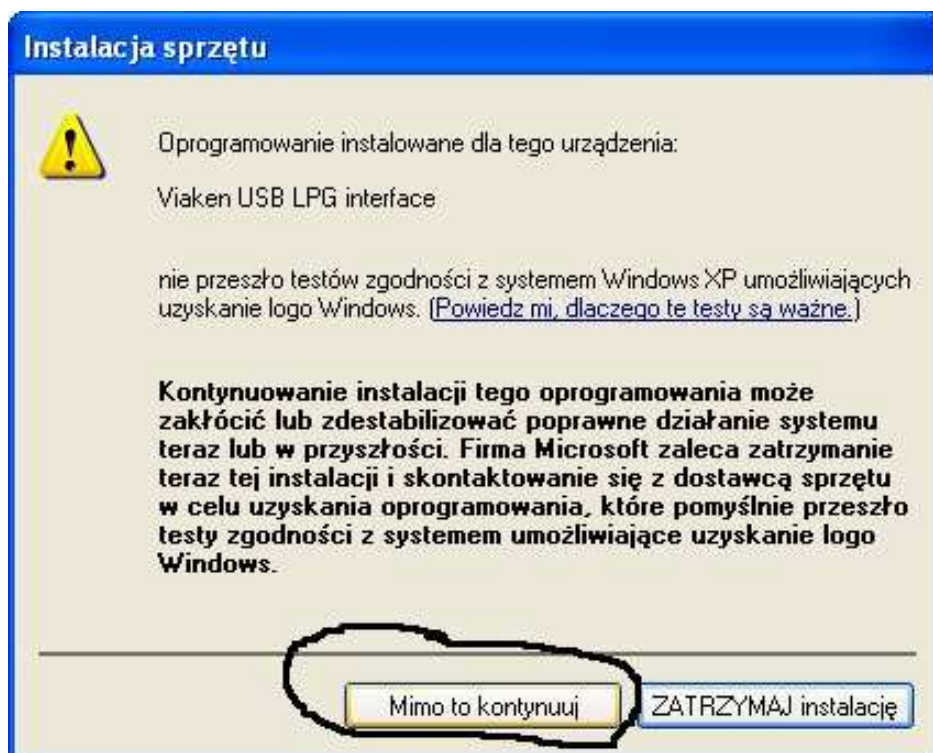 Instalacja sprzętu
Oprogramowanie instalowane dla tego urządzenia:
Viaken USB LPG interface
nie przeszło testów zgodności z systemem Windows XP umożliwiających
uzyskanie logo Windows. (Powiedz mi, dlaczego te testy są ważne.)
Kontynuowanie instalacji tego oprogramowania może
zakłócić lub zdestabilizować poprawne działanie systemu
teraz lub w przyszłości. Firma Microsoft zaleca zatrzymanie
teraz tej instalacji i skontaktowanie się z dostawcą sprzętu
w celu uzyskania oprogramowania, które pomyślnie przeszło
testy zgodności z systemem umożliwiające uzyskanie logo
Windows.
Mimo to kontynuuj ZATRZYMAJ instalację